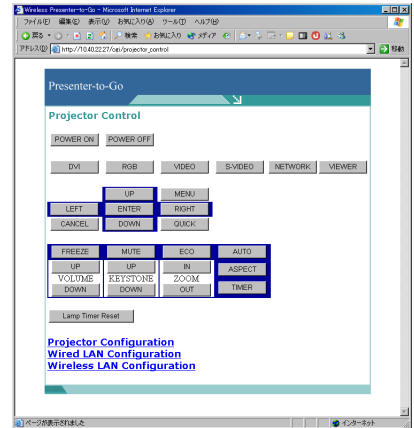 Wireless Presenter-to-Go - Microsoft Internet Explorer
ファイル(F) 編集(E) 表示(V) お気に入り(A) ツール(T) ヘルプ(H)
戻る 検索 お気に入り メディア
アドレス(D) http://10.40.22.27/cgi/projector_control 移動
Presenter-to-Go
Projector Control
POWER ON POWER OFF
DVI RGB VIDEO S-VIDEO NETWORK VIEWER
UP MENU
LEFT ENTER RIGHT
CANCEL DOWN QUICK
FREEZE MUTE ECO AUTO
UP UP IN ASPECT
VOLUME KEYSTONE ZOOM
DOWN DOWN OUT TIMER
Lamp Timer Reset
Projector Configuration
Wired LAN Configuration
Wireless LAN Configuration
ページが表示されました インターネット